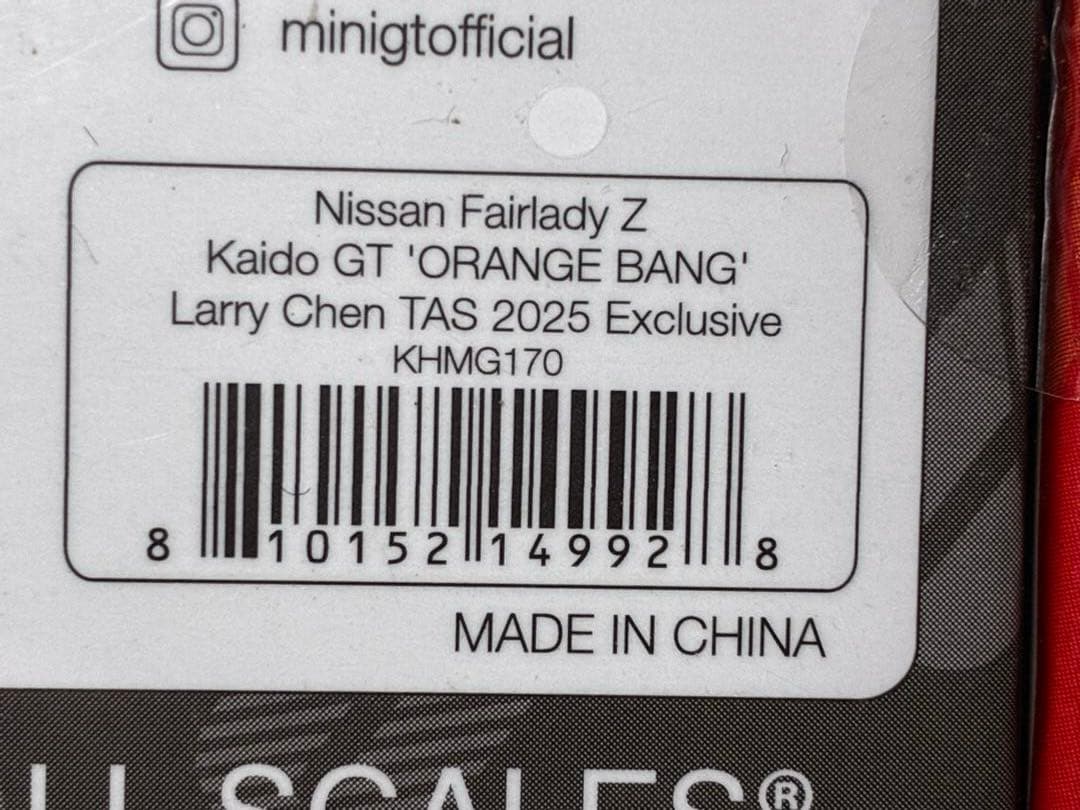 minigtofficial
Nissan Fairlady Z
Kaido GT 'ORANGE BANG'
Larry Chen TAS 2025 Exclusive
KHMG170
8 10152 14992 8
MADE IN CHINA
SCALES®